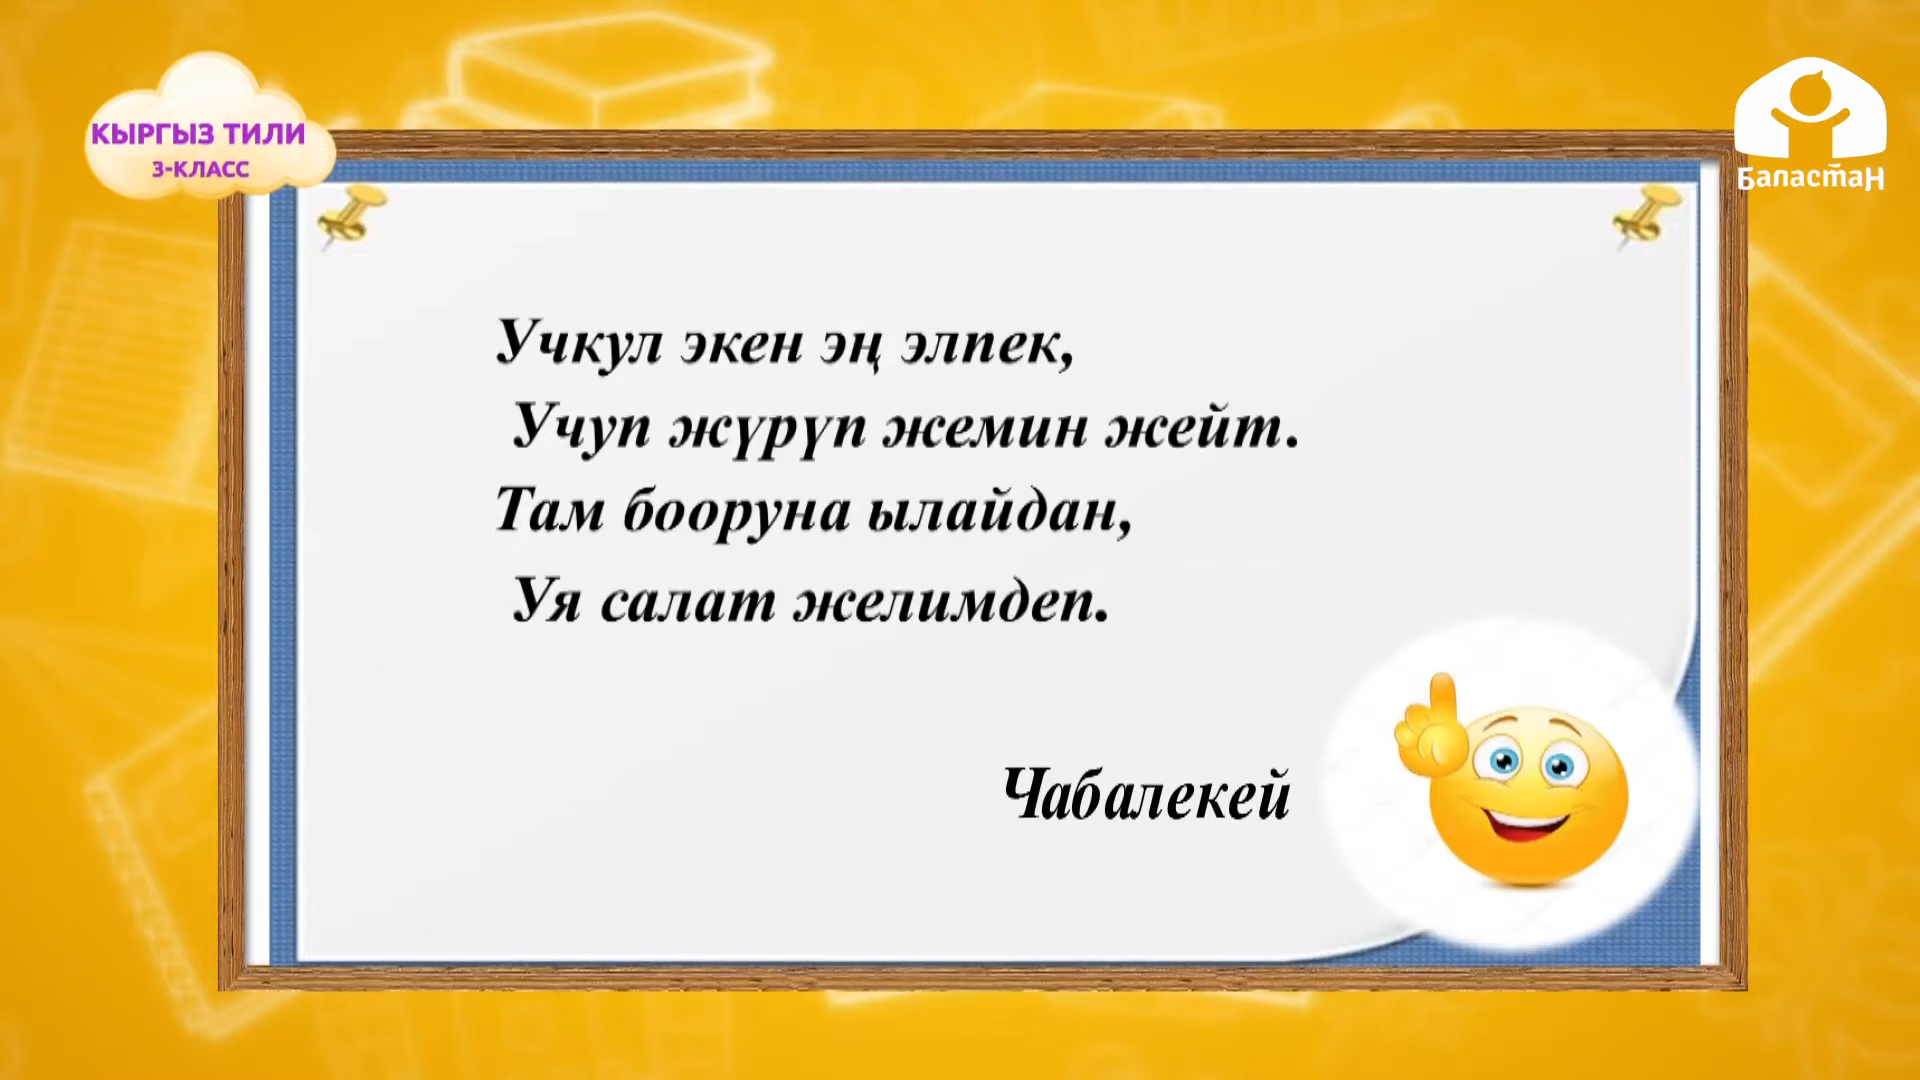 КЫРГЫЗ ТИЛИ
3-КЛАСС
Баластан
Учкул экен эң элпек,
Учуп жүрүп жемин жейт.
Там бооруна ылайдан,
Уя салат желимдеп.
Чабалекей